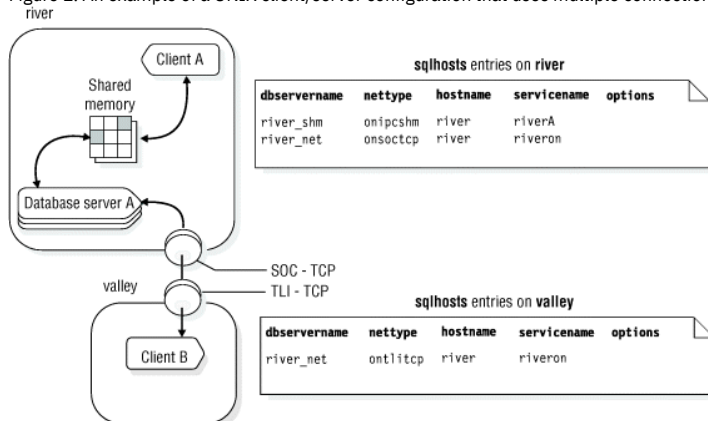 river
Client A
Shared
memory
Database server A
sqlhosts entries on river
dbservername nettype hostname servicename options
river_shm onipcshm river riverA
river_net onsoctcp river riveron
SOC - TCP
TLI - TCP
valley
Client B
sqlhosts entries on valley
dbservername nettype hostname servicename options
river_net ontlitcp river riveron